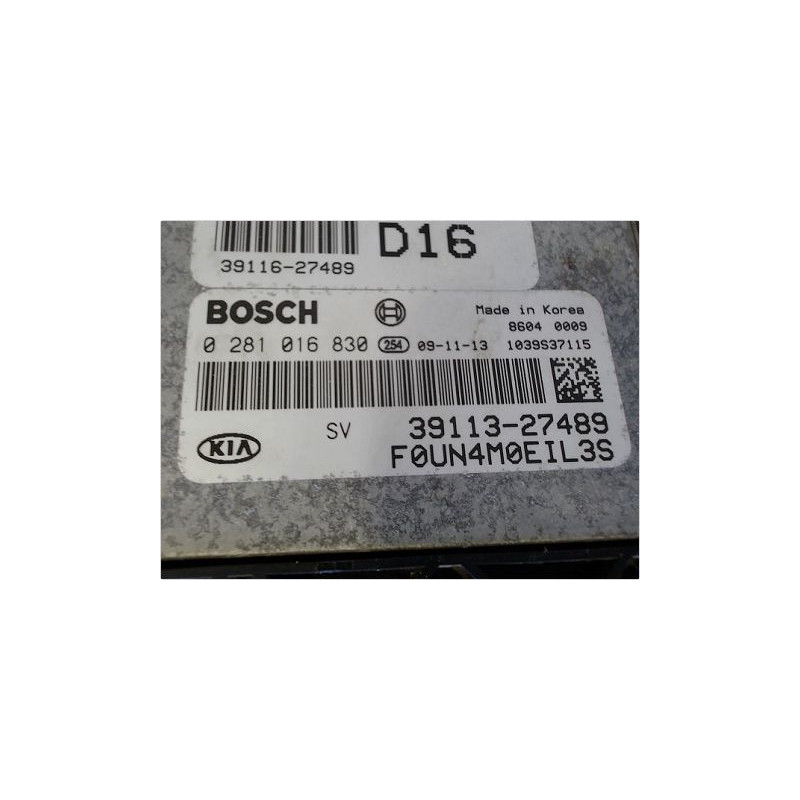 D16
39116-27489
BOSCH Made in Korea
8604 0009
0 281 016 830 254 09-11-13 1039S37115
SV 39113-27489
KIA F0UN4M0EIL3S